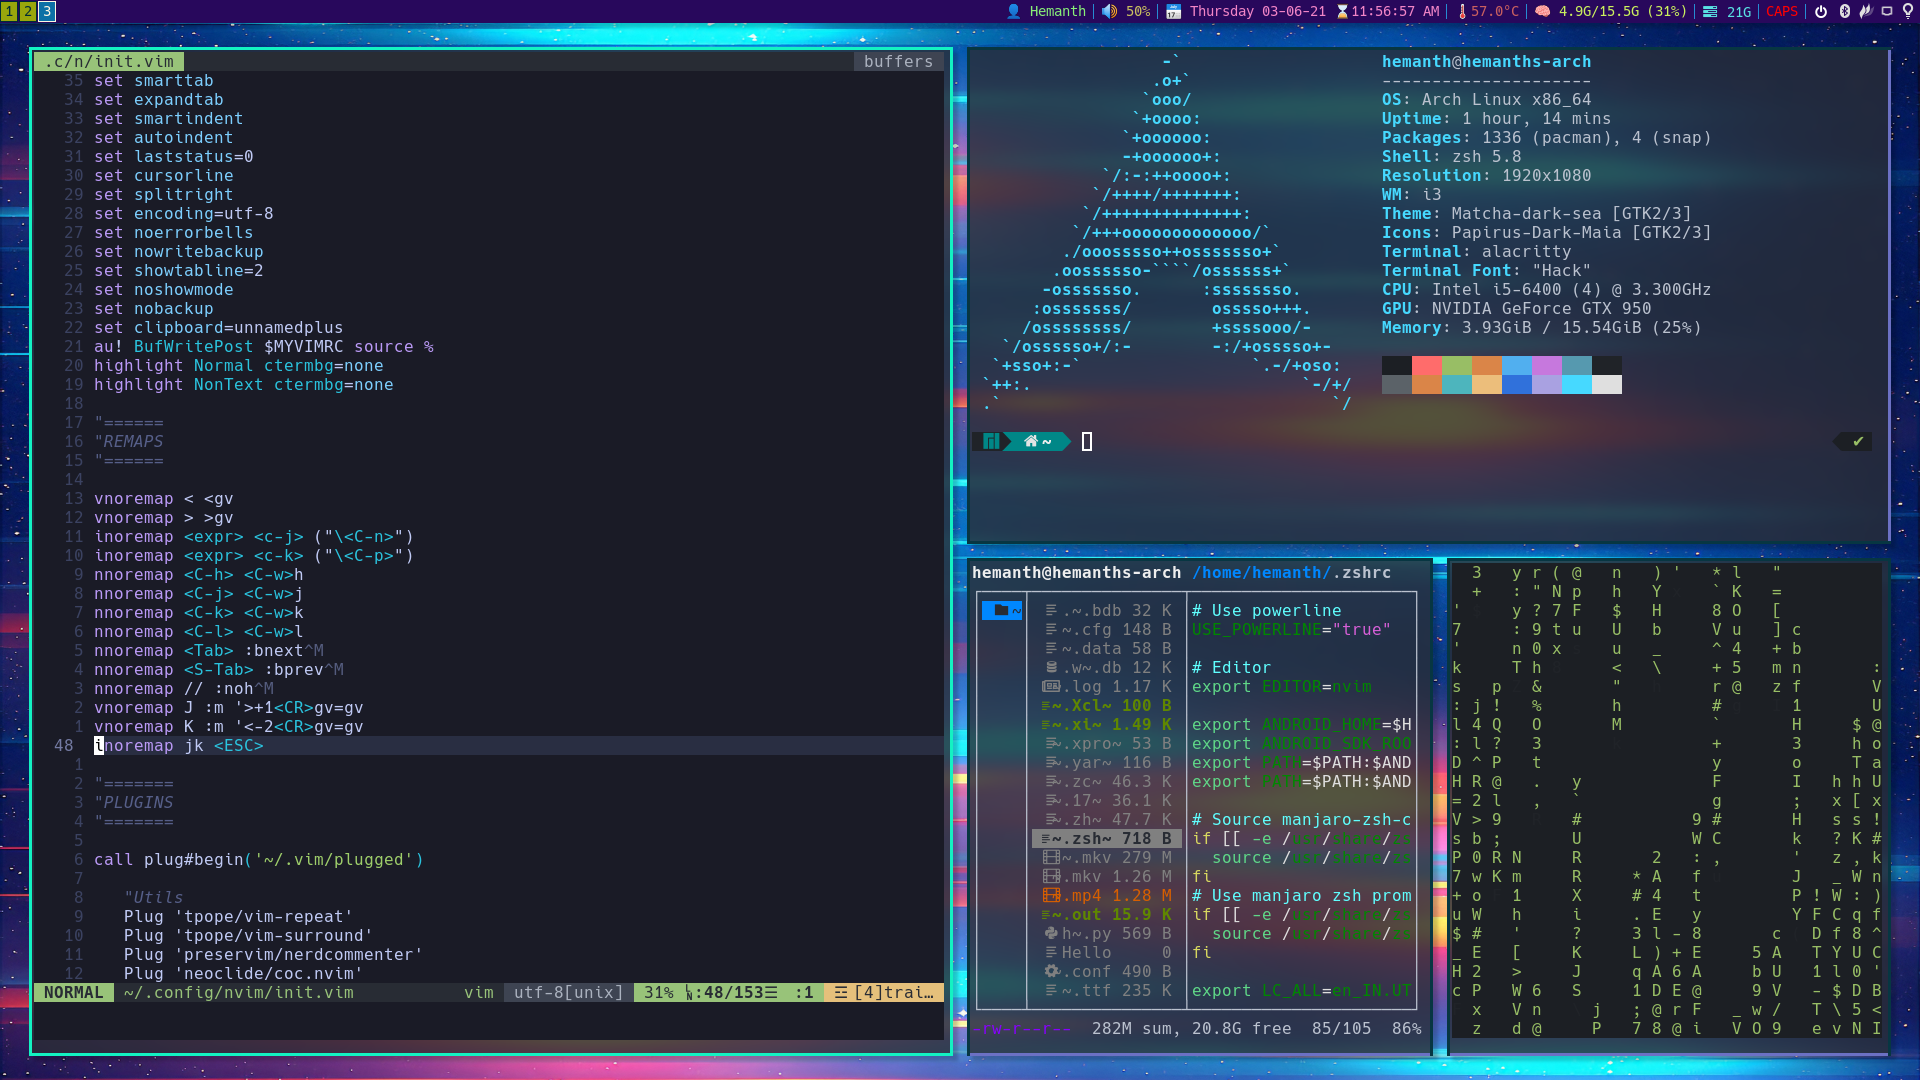 1 2 3
Hemanth | 50% | Thursday 03-06-21 11:56:57 AM | 57.0°C | 4.9G/15.5G (31%) | 21G | CAPS |
.c/n/init.vim buffers
35 set smarttab
34 set expandtab
33 set smartindent
32 set autoindent
31 set laststatus=0
30 set cursorline
29 set splitright
28 set encoding=utf-8
27 set noerrorbells
26 set nowritebackup
25 set showtabline=2
24 set noshowmode
23 set nobackup
22 set clipboard=unnamedplus
21 au! BufWritePost $MYVIMRC source %
20 highlight Normal ctermbg=none
19 highlight NonText ctermbg=none
18
17 "======
16 "REMAPS
15 "======
14
13 vnoremap < <gv
12 vnoremap > >gv
11 inoremap <expr> <c-j> ("\<C-n>")
10 inoremap <expr> <c-k> ("\<C-p>")
9 nnoremap <C-h> <C-w>h
8 nnoremap <C-j> <C-w>j
7 nnoremap <C-k> <C-w>k
6 nnoremap <C-l> <C-w>l
5 nnoremap <Tab> :bnext^M
4 nnoremap <S-Tab> :bprev^M
3 nnoremap // :noh^M
2 vnoremap J :m '>+1<CR>gv=gv
1 vnoremap K :m '<-2<CR>gv=gv
48 inoremap jk <ESC>
1
2 "=======
3 "PLUGINS
4 "=======
5
6 call plug#begin('~/.vim/plugged')
7
8 "Utils
9 Plug 'tpope/vim-repeat'
10 Plug 'tpope/vim-surround'
11 Plug 'preservim/nerdcommenter'
12 Plug 'neoclide/coc.nvim'
NORMAL ~/.config/nvim/init.vim vim utf-8[unix] 31% :48/153 :1 [4]trai…
hemanth@hemanths-arch
---------------------
OS: Arch Linux x86_64
Uptime: 1 hour, 14 mins
Packages: 1336 (pacman), 4 (snap)
Shell: zsh 5.8
Resolution: 1920x1080
WM: i3
Theme: Matcha-dark-sea [GTK2/3]
Icons: Papirus-Dark-Maia [GTK2/3]
Terminal: alacritty
Terminal Font: "Hack"
CPU: Intel i5-6400 (4) @ 3.300GHz
GPU: NVIDIA GeForce GTX 950
Memory: 3.93GiB / 15.54GiB (25%)
~
hemanth@hemanths-arch /home/hemanth/.zshrc
~
.~.bdb 32 K
~.cfg 148 B
~.data 58 B
.w~.db 12 K
.log 1.17 K
~.Xcl~ 100 B
~.xi~ 1.49 K
~.xpro~ 53 B
~.yar~ 116 B
~.zc~ 46.3 K
~.17~ 36.1 K
~.zh~ 47.7 K
~.zsh~ 718 B
~.mkv 279 M
~.mkv 1.26 M
~.mp4 1.28 M
~.out 15.9 K
h~.py 569 B
Hello 0
~.conf 490 B
~.ttf 235 K
# Use powerline
USE_POWERLINE="true"
# Editor
export EDITOR=nvim
export ANDROID_HOME=$H
export ANDROID_SDK_ROO
export PATH=$PATH:$AND
export PATH=$PATH:$AND
# Source manjaro-zsh-c
if [[ -e /usr/share/zs
source /usr/share/zs
fi
# Use manjaro zsh prom
if [[ -e /usr/share/zs
source /usr/share/zs
fi
export LC_ALL=en_IN.UT
-rw-r--r-- 282M sum, 20.8G free 85/105 86%